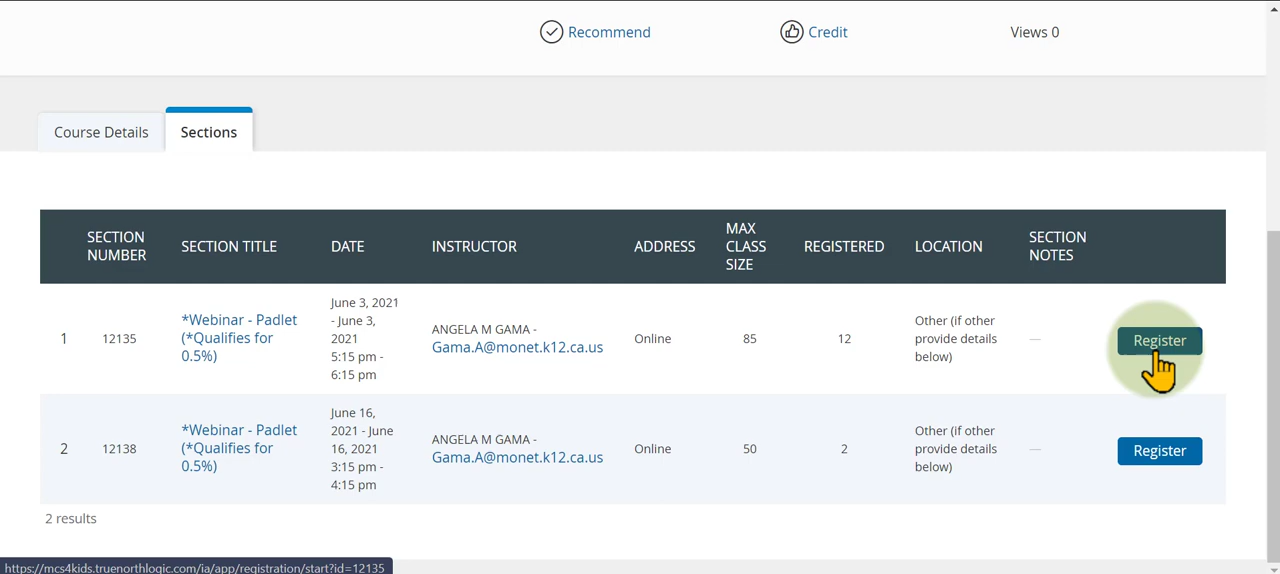 Recommend
Credit
Views 0
Course Details
Sections
SECTION NUMBER
SECTION TITLE
DATE
INSTRUCTOR
ADDRESS
MAX CLASS SIZE
REGISTERED
LOCATION
SECTION NOTES
1
12135
*Webinar - Padlet
(*Qualifies for
0.5%)
June 3, 2021
- June 3,
2021
5:15 pm -
6:15 pm
ANGELA M GAMA -
Gama.A@monet.k12.ca.us
Online
85
12
Other (if other
provide details
below)
—
Register
2
12138
*Webinar - Padlet
(*Qualifies for
0.5%)
June 16,
2021 - June
16, 2021
3:15 pm -
4:15 pm
ANGELA M GAMA -
Gama.A@monet.k12.ca.us
Online
50
2
Other (if other
provide details
below)
—
Register
2 results
https://mcs4kids.truenorthlogic.com/ia/app/registration/start?id=12135